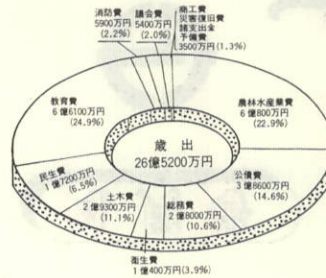 消防費
5900万円
(2.2%)
議会費
5400万円
(2.0%)
商工費
災害復旧費
諸支出金
予備費
3500万円(1.3%)
教育費
6億6100万円
(24.9%)
農林水産業費
6億800万円
(22.9%)
歳出
26億5200万円
民生費
1億7200万円
(6.5%)
公債費
3億8600万円
(14.6%)
土木費
2億9300万円
(11.1%)
総務費
2億8000万円
(10.6%)
衛生費
1億400万円(3.9%)